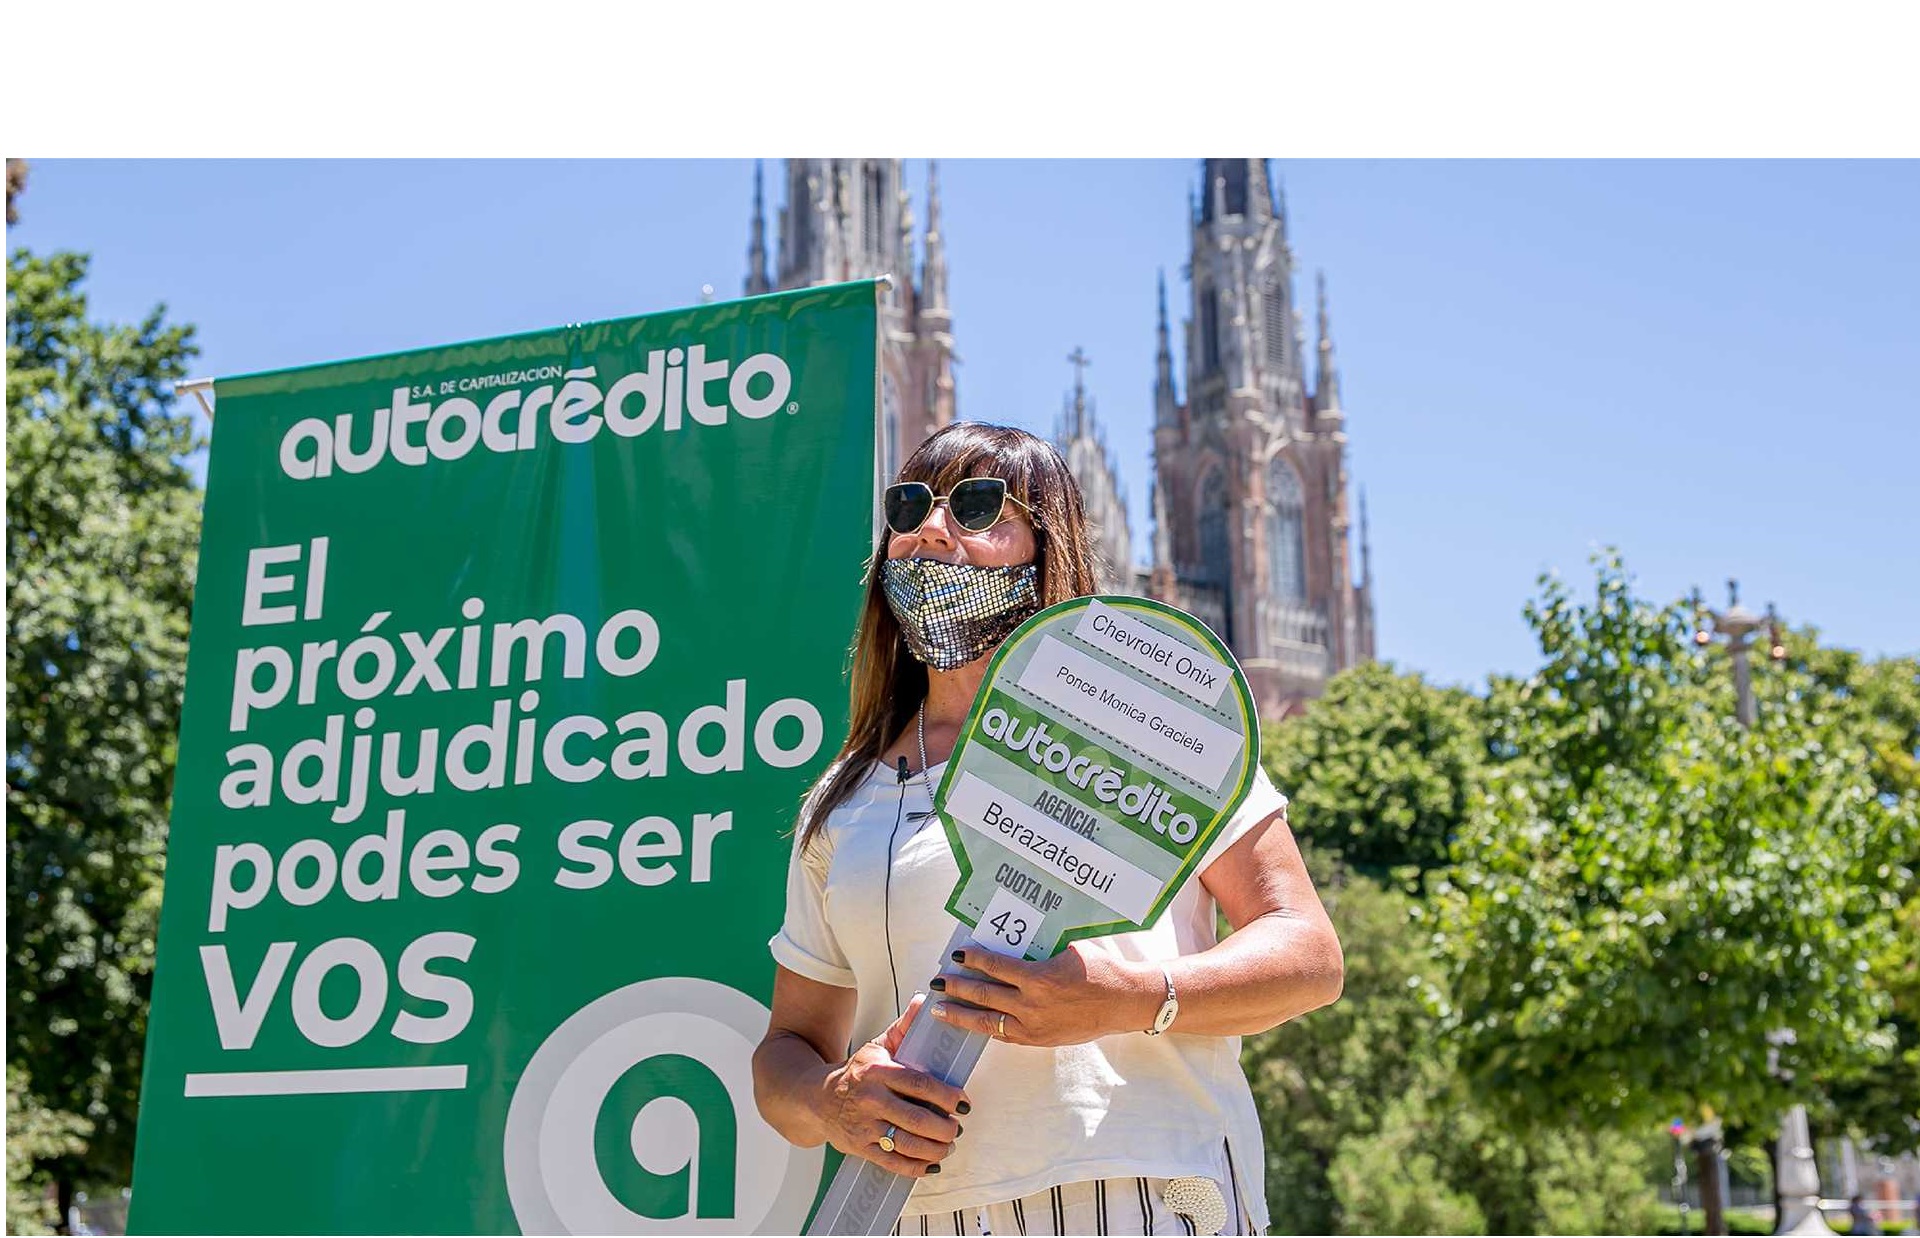 S.A. DE CAPITALIZACION
autocrédito®
El
próximo
adjudicado
podes ser
VOS
a
Chevrolet Onix
Ponce Monica Graciela
autocrédito
AGENCIA:
Berazategui
CUOTA Nº
43